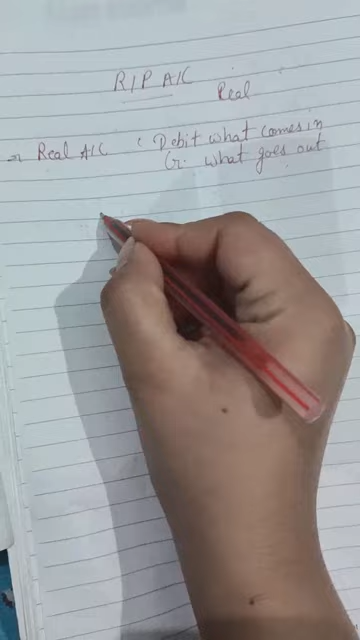 R/P A/C
Real
→ Real A/C : Debit what comes in
Cr. what goes out